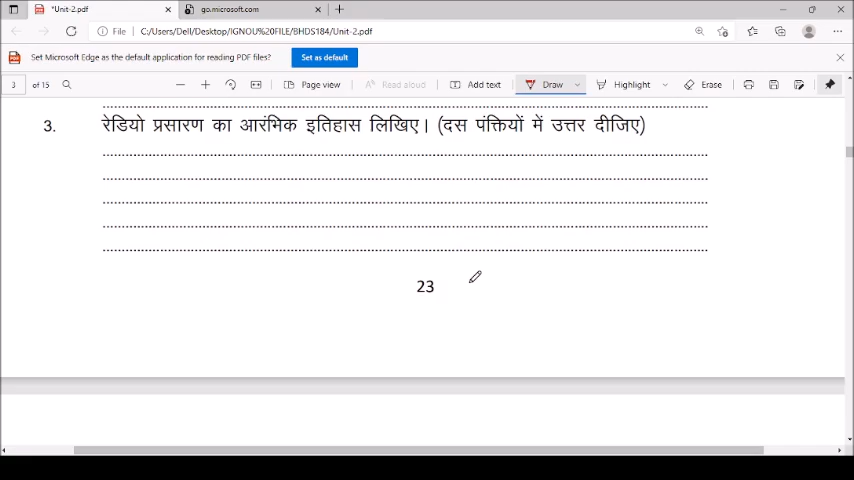 *Unit-2.pdf
go.microsoft.com
File
C:/Users/Dell/Desktop/IGNOU%20FILE/BHDS184/Unit-2.pdf
Set Microsoft Edge as the default application for reading PDF files?
Set as default
3 of 15
Page view
Read aloud
Add text
Draw
Highlight
Erase
3. रेडियो प्रसारण का आरंभिक इतिहास लिखिए। (दस पंक्तियों में उत्तर दीजिए)
23